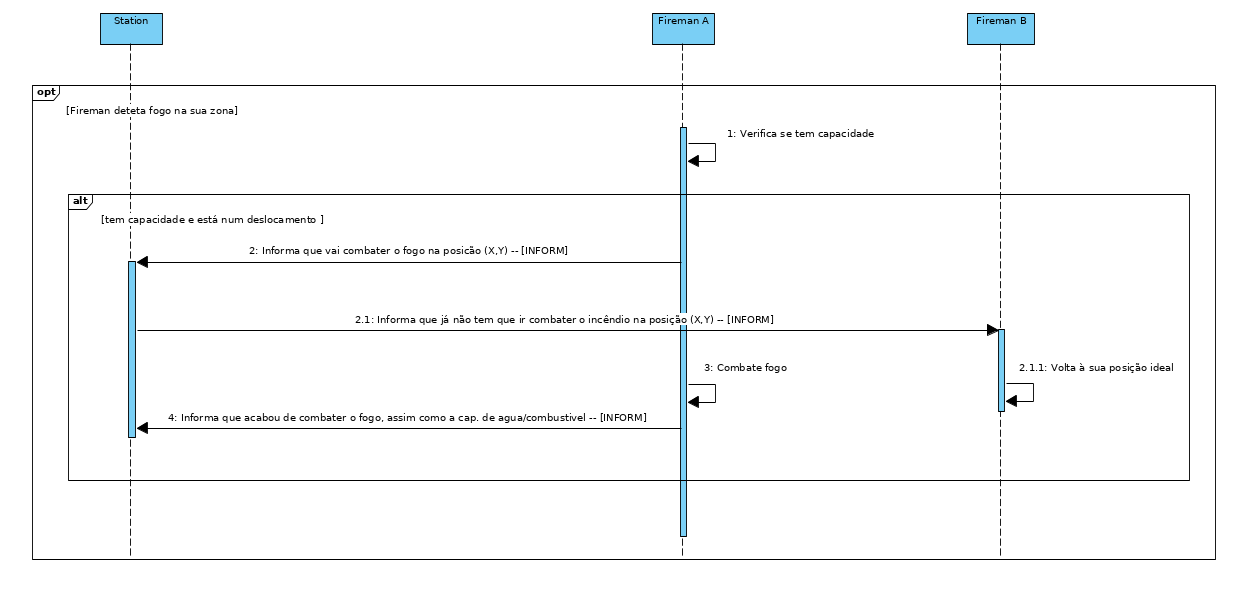 Station
Fireman A
Fireman B
opt
[Fireman deteta fogo na sua zona]
1: Verifica se tem capacidade
alt
[tem capacidade e está num deslocamento ]
2: Informa que vai combater o fogo na posicão (X,Y) -- [INFORM]
2.1: Informa que já não tem que ir combater o incêndio na posição (X,Y) -- [INFORM]
3: Combate fogo
2.1.1: Volta à sua posição ideal
4: Informa que acabou de combater o fogo, assim como a cap. de agua/combustivel -- [INFORM]